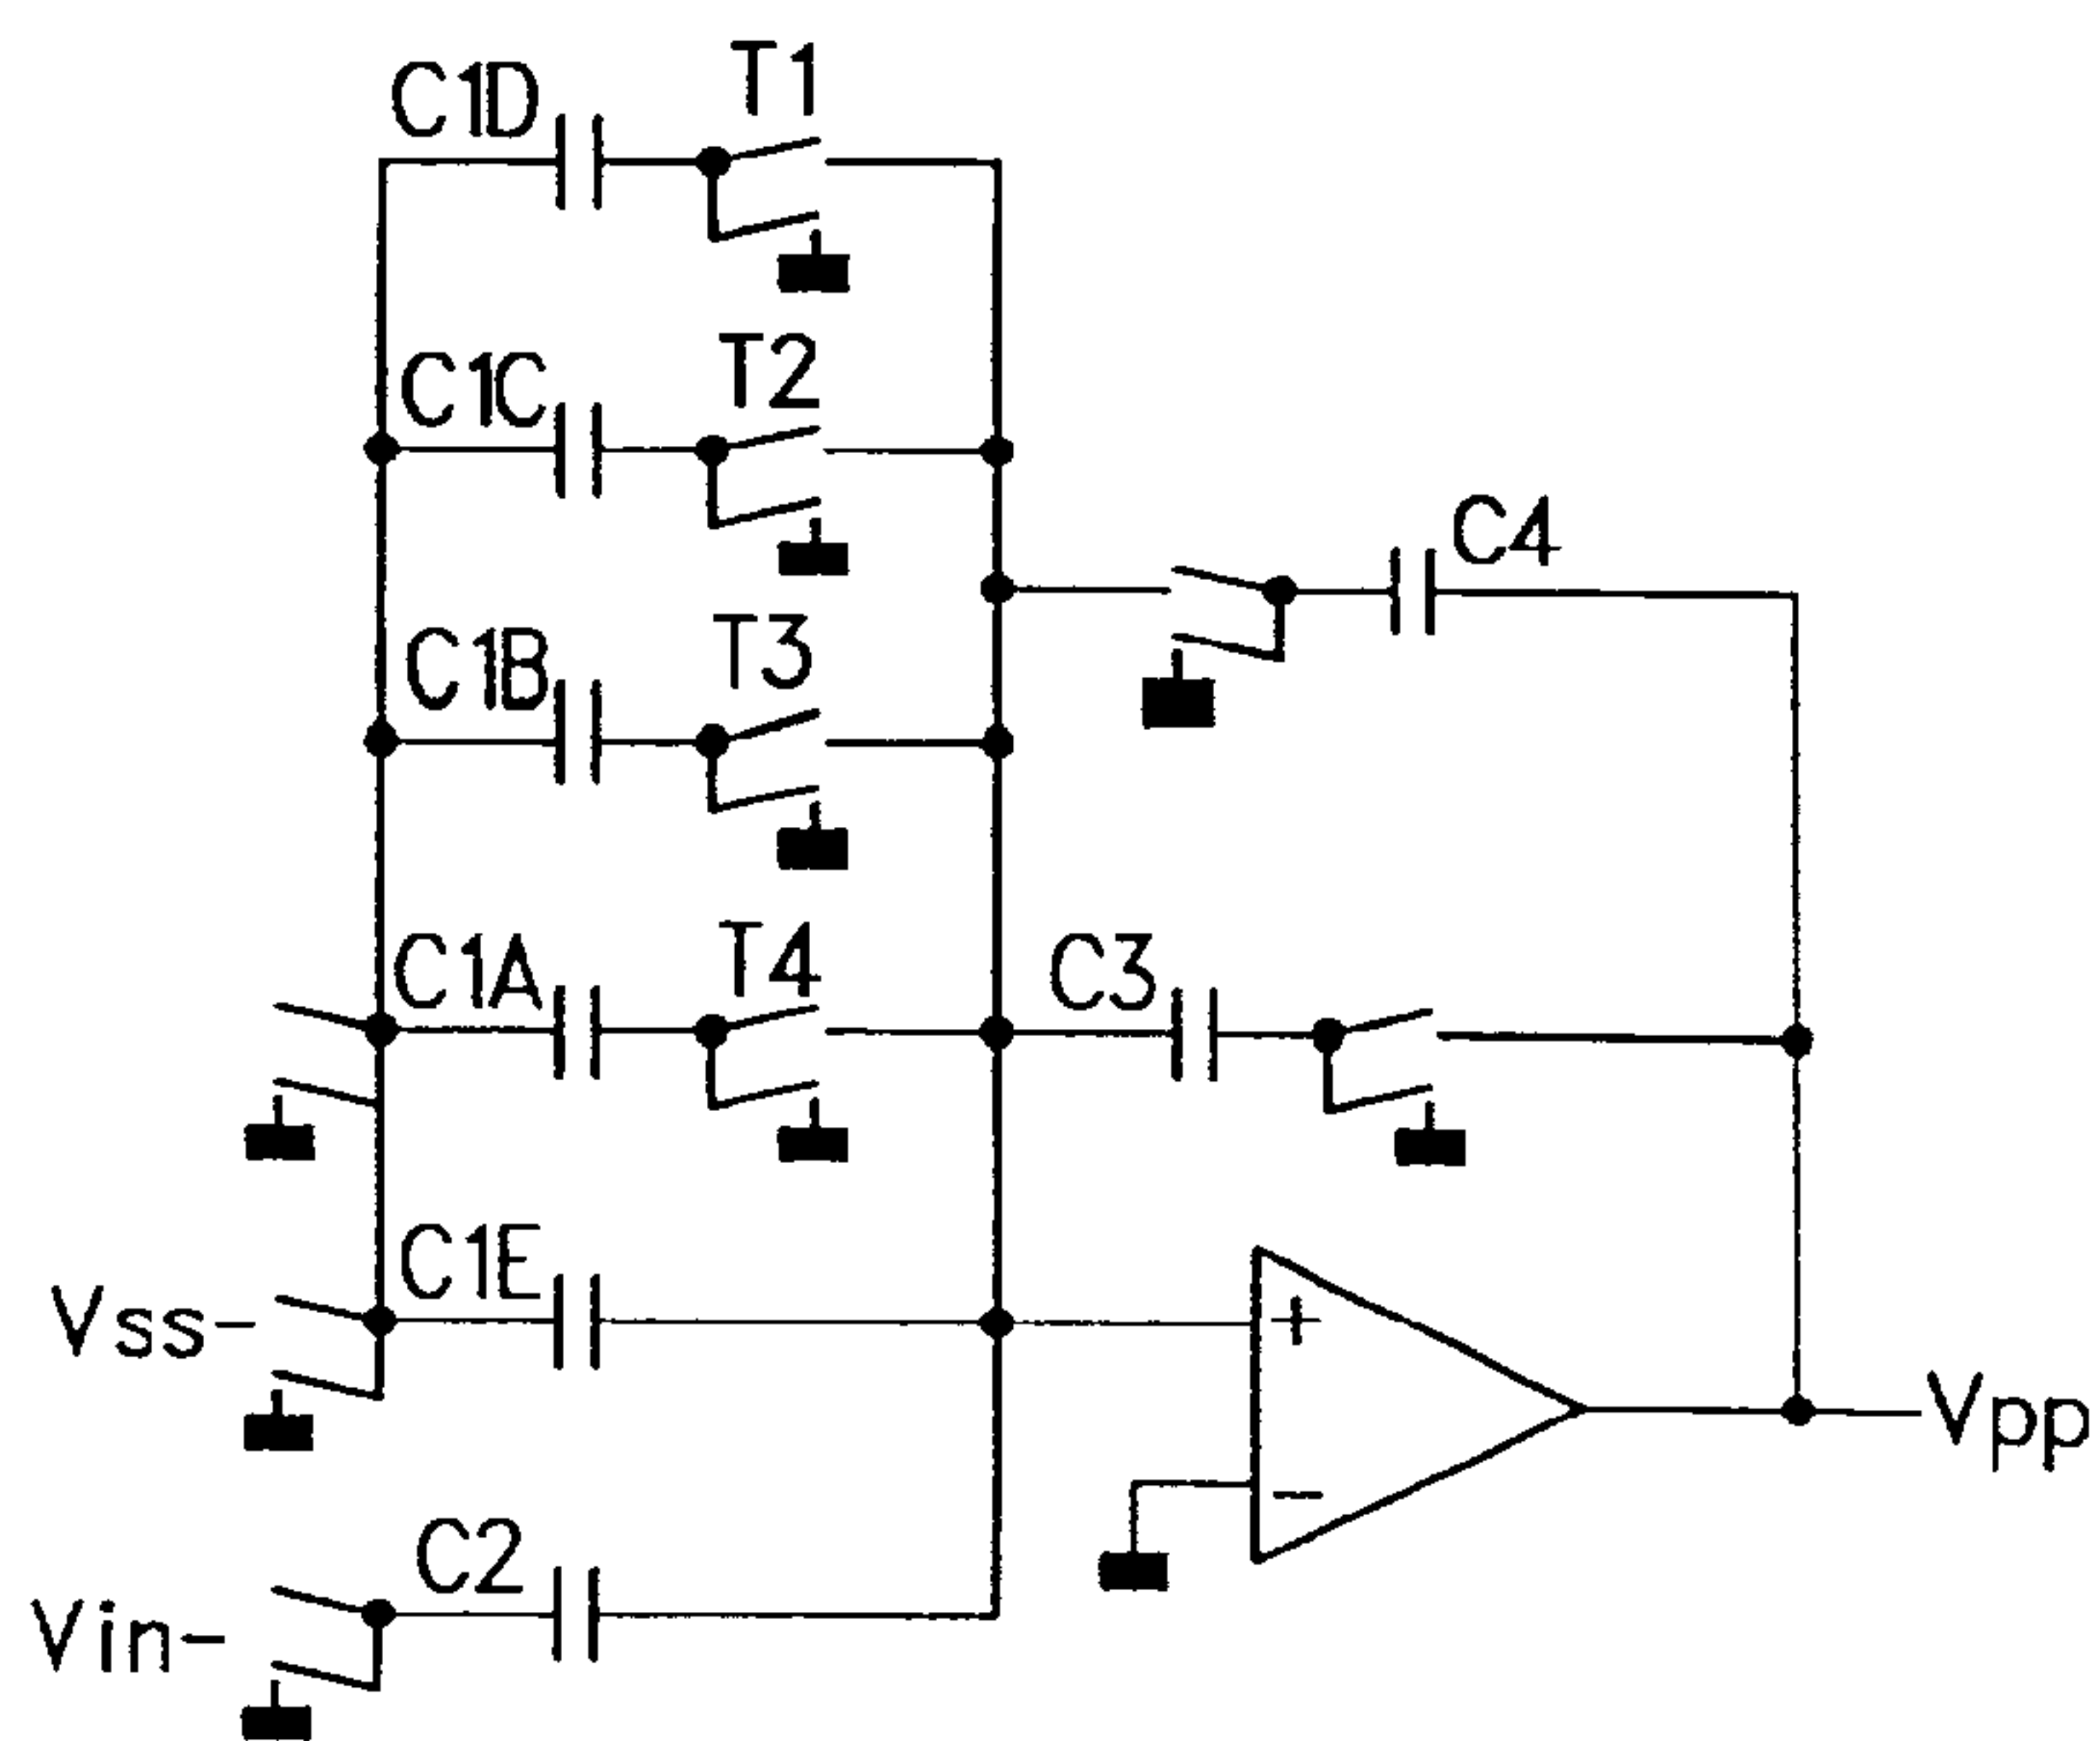 C1D
T1
C1C
T2
C4
C1B
T3
C1A
T4
C3
C1E
Vss-
+
Vpp
-
C2
Vin-